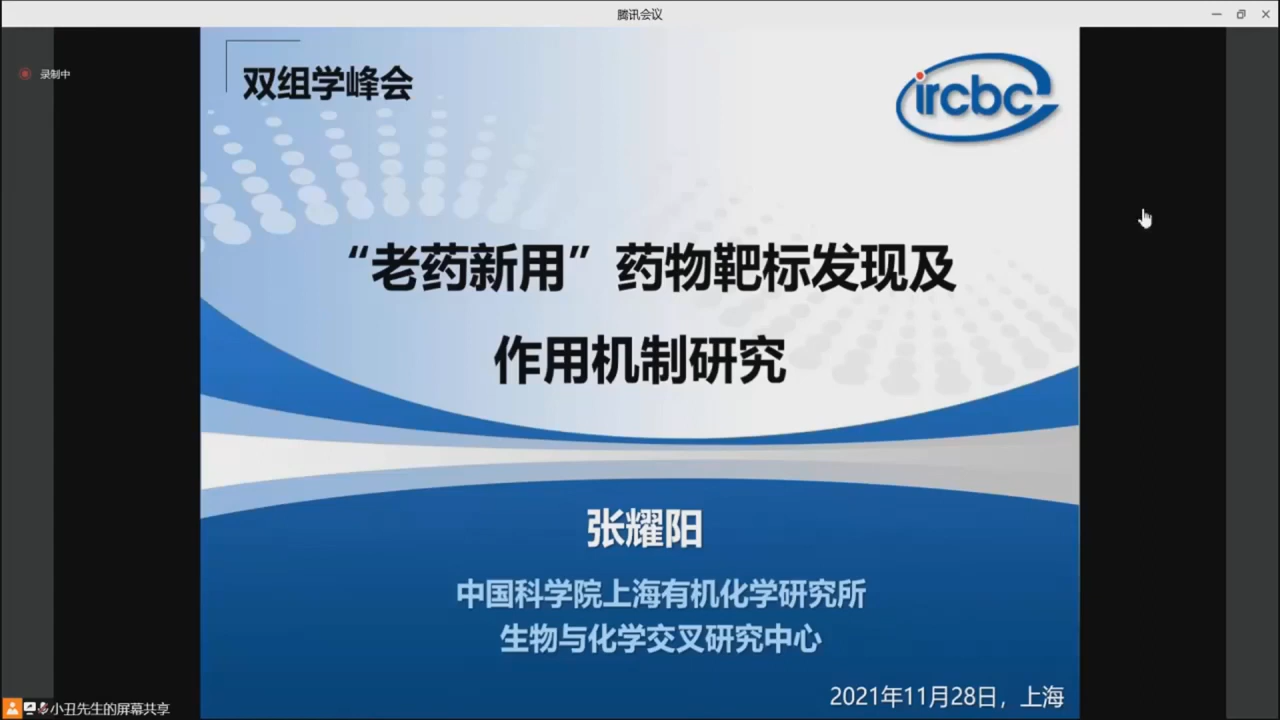 腾讯会议
录制中
双组学峰会
ircbc
“老药新用”药物靶标发现及
作用机制研究
张耀阳
中国科学院上海有机化学研究所
生物与化学交叉研究中心
2021年11月28日，上海
小丑先生的屏幕共享